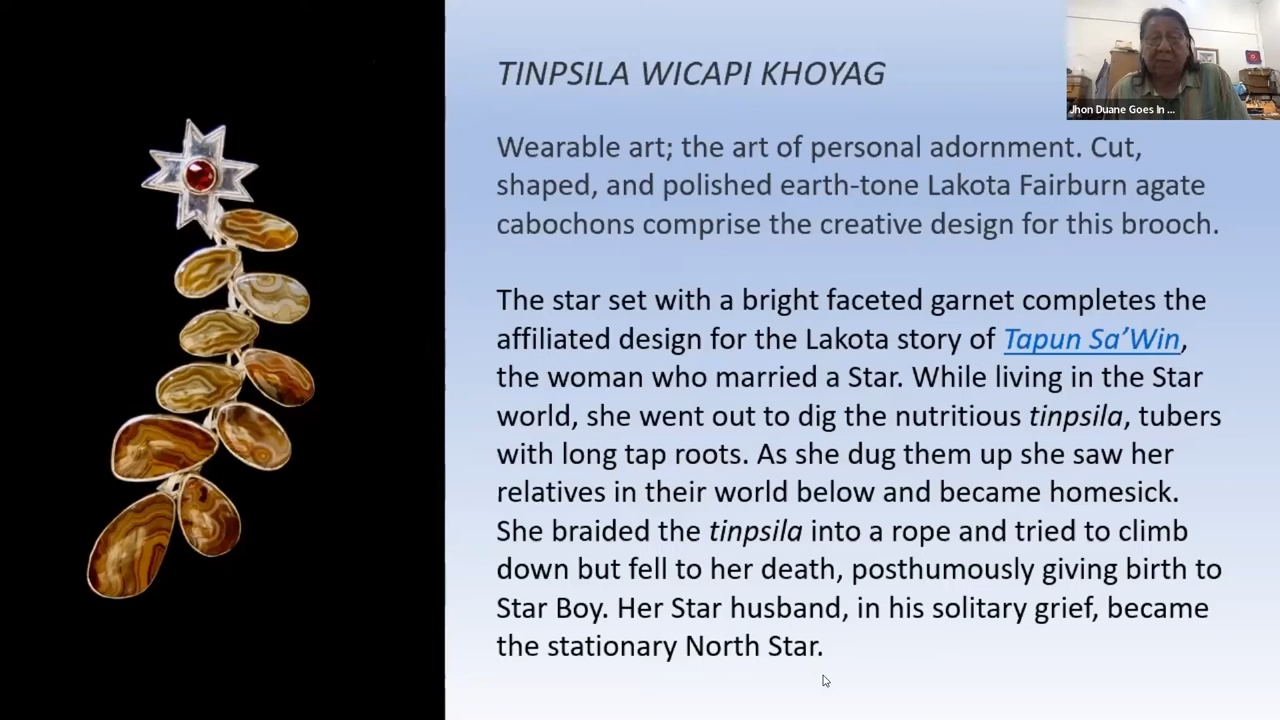 TINPSILA WICAPI KHOYAG
Jhon Duane Goes In ...
Wearable art; the art of personal adornment. Cut,
shaped, and polished earth-tone Lakota Fairburn agate
cabochons comprise the creative design for this brooch.
The star set with a bright faceted garnet completes the
affiliated design for the Lakota story of Tapun Sa’Win,
the woman who married a Star. While living in the Star
world, she went out to dig the nutritious tinpsila, tubers
with long tap roots. As she dug them up she saw her
relatives in their world below and became homesick.
She braided the tinpsila into a rope and tried to climb
down but fell to her death, posthumously giving birth to
Star Boy. Her Star husband, in his solitary grief, became
the stationary North Star.